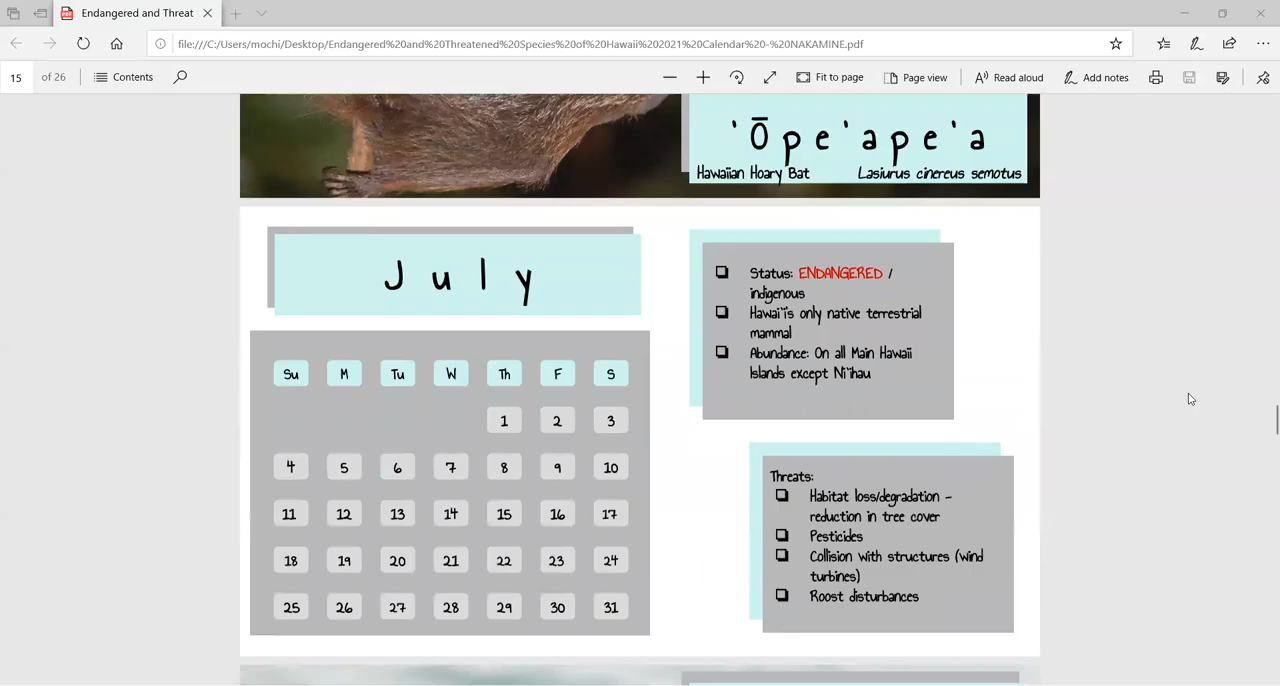 Endangered and Threat
file:///C:/Users/mochi/Desktop/Endangered%20and%20Threatened%20Species%20of%20Hawaii%202021%20Calendar%20-%20NAKAMINE.pdf
15 of 26 Contents Fit to page Page view Read aloud Add notes
ʻŌpeʻapeʻa
Hawaiian Hoary Bat Lasiurus cinereus semotus
July
Su M Tu W Th F S
1 2 3
4 5 6 7 8 9 10
11 12 13 14 15 16 17
18 19 20 21 22 23 24
25 26 27 28 29 30 31
Status: ENDANGERED /
indigenous
Hawaiʻi's only native terrestrial
mammal
Abundance: On all Main Hawaii
Islands except Niʻihau
Threats:
Habitat loss/degradation -
reduction in tree cover
Pesticides
Collision with structures (wind
turbines)
Roost disturbances